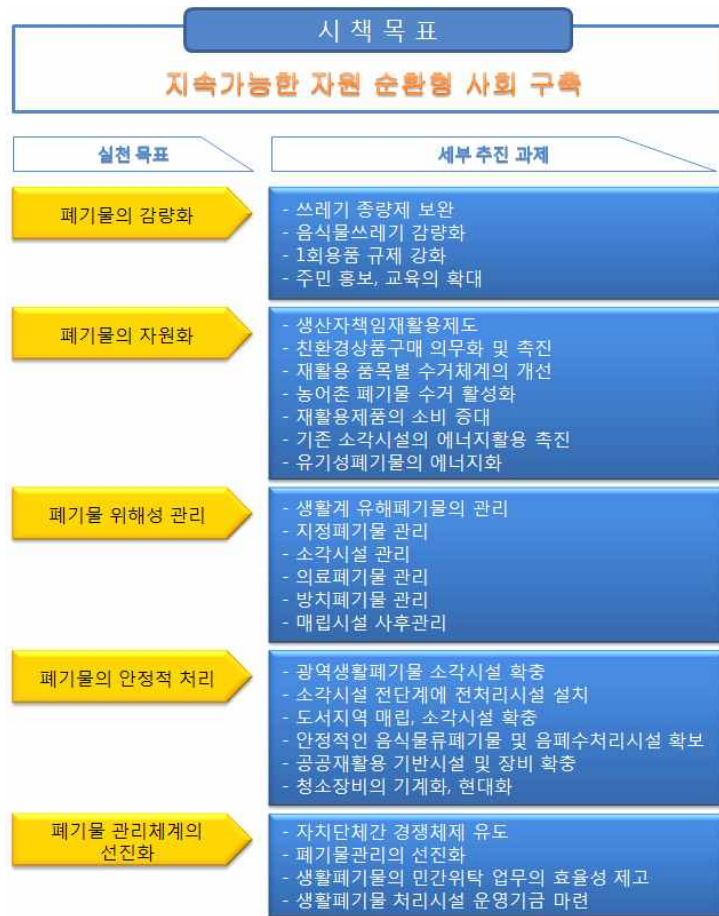 시책목표
지속가능한 자원 순환형 사회 구축
실천 목표
세부 추진 과제
폐기물의 감량화
- 쓰레기 종량제 보완
- 음식물쓰레기 감량화
- 1회용품 규제 강화
- 주민 홍보, 교육의 확대
폐기물의 자원화
- 생산자책임재활용제도
- 친환경상품구매 의무화 및 촉진
- 재활용 품목별 수거체계의 개선
- 농어촌 폐기물 수거 활성화
- 재활용제품의 소비 증대
- 기존 소각시설의 에너지활용 촉진
- 유기성폐기물의 에너지화
폐기물 위해성 관리
- 생활계 유해폐기물의 관리
- 지정폐기물 관리
- 소각시설 관리
- 의료폐기물 관리
- 방치폐기물 관리
- 매립시설 사후관리
폐기물의 안정적 처리
- 광역생활폐기물 소각시설 확충
- 소각시설 전단계에 전처리시설 설치
- 도서지역 매립, 소각시설 확충
- 안정적인 음식물류폐기물 및 음폐수처리시설 확보
- 공공재활용 기반시설 및 장비 확충
- 청소장비의 기계화, 현대화
폐기물 관리체계의
선진화
- 자치단체간 경쟁체제 유도
- 폐기물관리의 선진화
- 생활폐기물의 민간위탁 업무의 효율성 제고
- 생활폐기물 처리시설 운영기금 마련